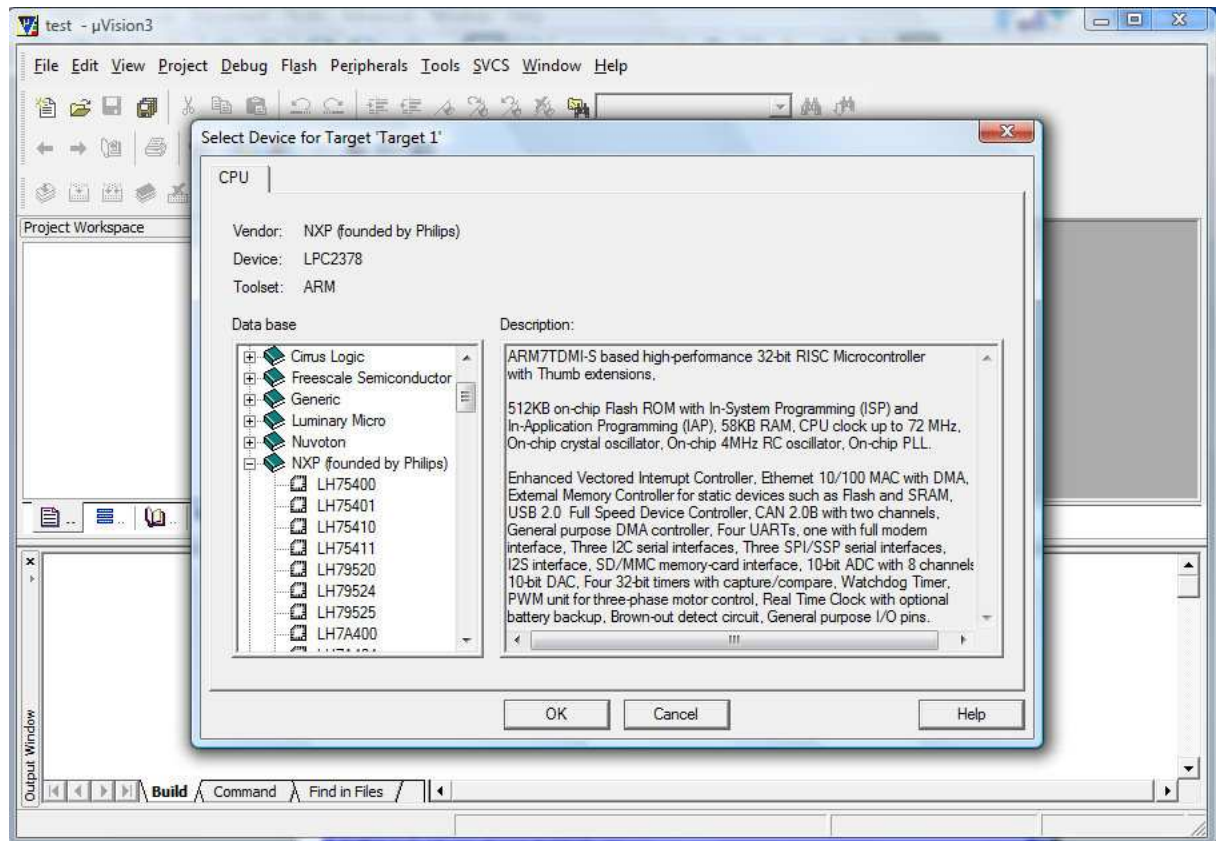 test - µVision3
File Edit View Project Debug Flash Peripherals Tools SVCS Window Help
Select Device for Target 'Target 1'
CPU
Project Workspace
Vendor: NXP (founded by Philips)
Device: LPC2378
Toolset: ARM
Data base
Cirrus Logic
Freescale Semiconductor
Generic
Luminary Micro
Nuvoton
NXP (founded by Philips)
LH75400
LH75401
LH75410
LH75411
LH79520
LH79524
LH79525
LH7A400
Description:
ARM7TDMI-S based high-performance 32-bit RISC Microcontroller
with Thumb extensions,
512KB on-chip Flash ROM with In-System Programming (ISP) and
In-Application Programming (IAP), 58KB RAM, CPU clock up to 72 MHz,
On-chip crystal oscillator, On-chip 4MHz RC oscillator, On-chip PLL.
Enhanced Vectored Interrupt Controller, Ethernet 10/100 MAC with DMA,
External Memory Controller for static devices such as Flash and SRAM,
USB 2.0 Full Speed Device Controller, CAN 2.0B with two channels,
General purpose DMA controller, Four UARTs, one with full modem
interface, Three I2C serial interfaces, Three SPI/SSP serial interfaces,
I2S interface, SD/MMC memory-card interface, 10-bit ADC with 8 channels
10-bit DAC, Four 32-bit timers with capture/compare, Watchdog Timer,
PWM unit for three-phase motor control, Real Time Clock with optional
battery backup, Brown-out detect circuit, General purpose I/O pins.
OK Cancel Help
Output Window
Build Command Find in Files